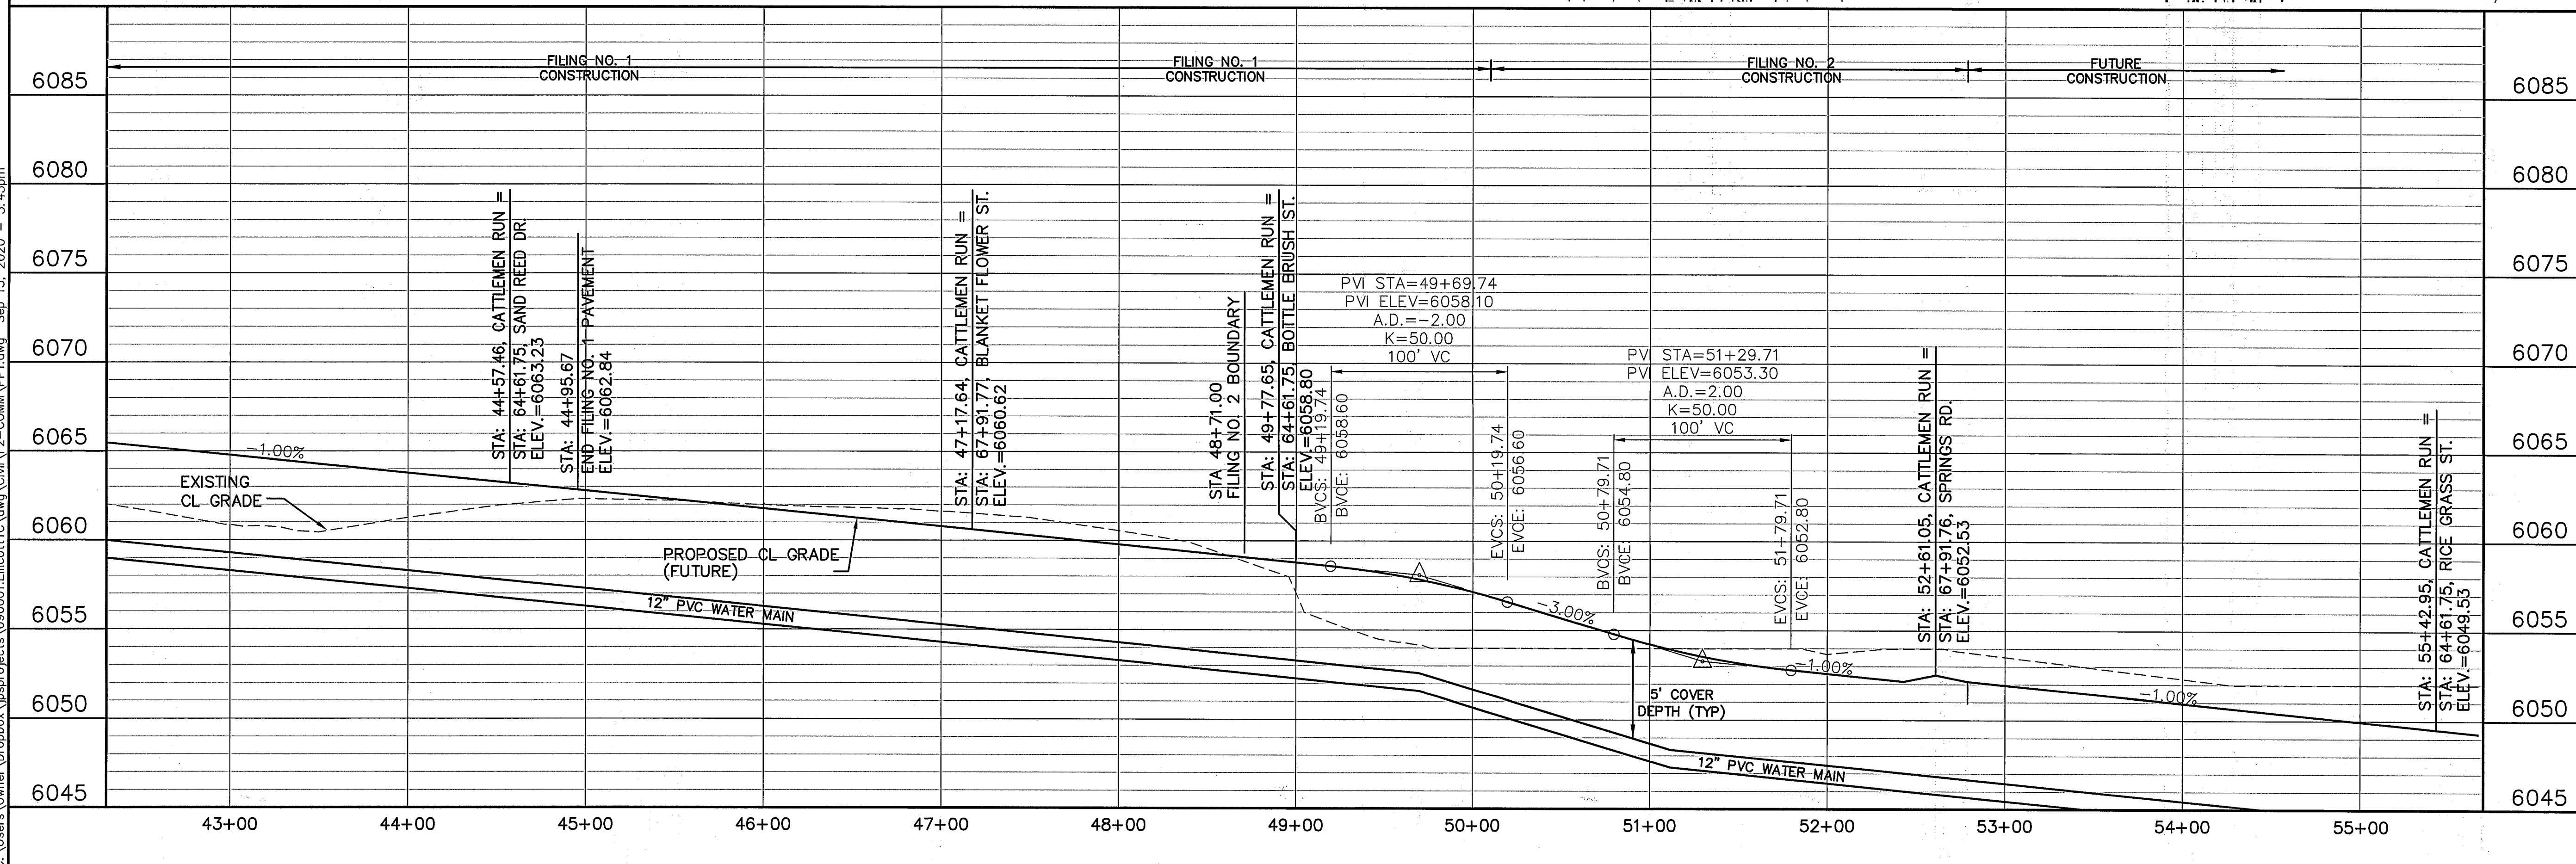 FILING NO. 1
CONSTRUCTION
FILING NO. 1
CONSTRUCTION
FILING NO. 2
CONSTRUCTION
FUTURE
CONSTRUCTION
6085
6080
6075
6070
6065
6060
6055
6050
6045
6085
6080
6075
6070
6065
6060
6055
6050
6045
-1.00%
EXISTING
CL GRADE
STA: 44+57.46, CATTLEMEN RUN =
STA: 64+61.75, SAND REED DR.
ELEV.=6063.23
STA: 44+95.67
END FILING NO. 1 PAVEMENT
ELEV.=6062.84
PROPOSED CL GRADE
(FUTURE)
12" PVC WATER MAIN
STA: 47+17.64, CATTLEMEN RUN =
STA: 67+91.77, BLANKET FLOWER ST.
ELEV.=6060.62
STA 48+71.00
FILING NO. 2 BOUNDARY
STA: 49+77.65, CATTLEMEN RUN =
STA: 64+61.75, BOTTLE BRUSH ST.
ELEV.=6058.80
PVI STA=49+69.74
PVI ELEV=6058.10
A.D.=-2.00
K=50.00
100' VC
BVCS: 49+19.74
BVCE: 6058.60
EVCS: 50+19.74
EVCE: 6056.60
-3.00%
PVI STA=51+29.71
PVI ELEV=6053.30
A.D.=2.00
K=50.00
100' VC
BVCS: 50+79.71
BVCE: 6054.80
EVCS: 51+79.71
EVCE: 6052.80
-1.00%
5' COVER
DEPTH (TYP)
12" PVC WATER MAIN
STA: 52+61.05, CATTLEMEN RUN =
STA: 67+91.76, SPRINGS RD.
ELEV.=6052.53
-1.00%
STA: 55+42.95, CATTLEMEN RUN =
STA: 64+61.75, RICE GRASS ST.
ELEV.=6049.53
43+00
44+00
45+00
46+00
47+00
48+00
49+00
50+00
51+00
52+00
53+00
54+00
55+00